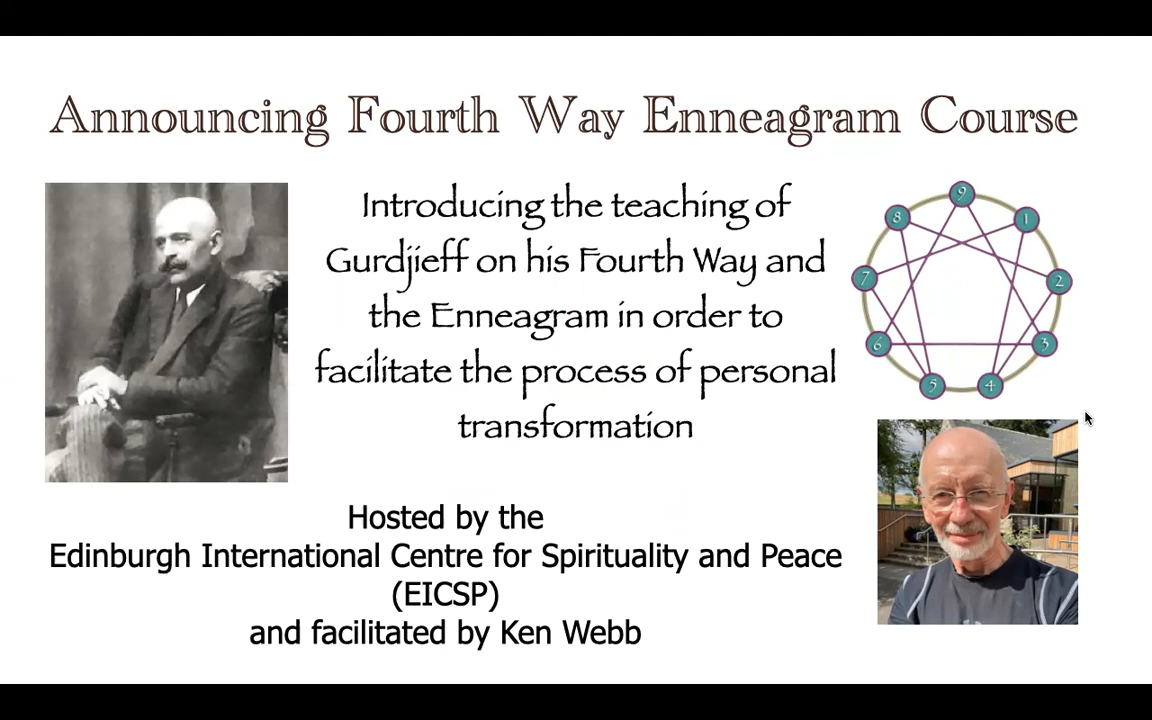 Announcing Fourth Way Enneagram Course
Introducing the teaching of
Gurdjieff on his Fourth Way and
the Enneagram in order to
facilitate the process of personal
transformation
9
8
1
7
2
6
3
5
4
Hosted by the
Edinburgh International Centre for Spirituality and Peace
(EICSP)
and facilitated by Ken Webb